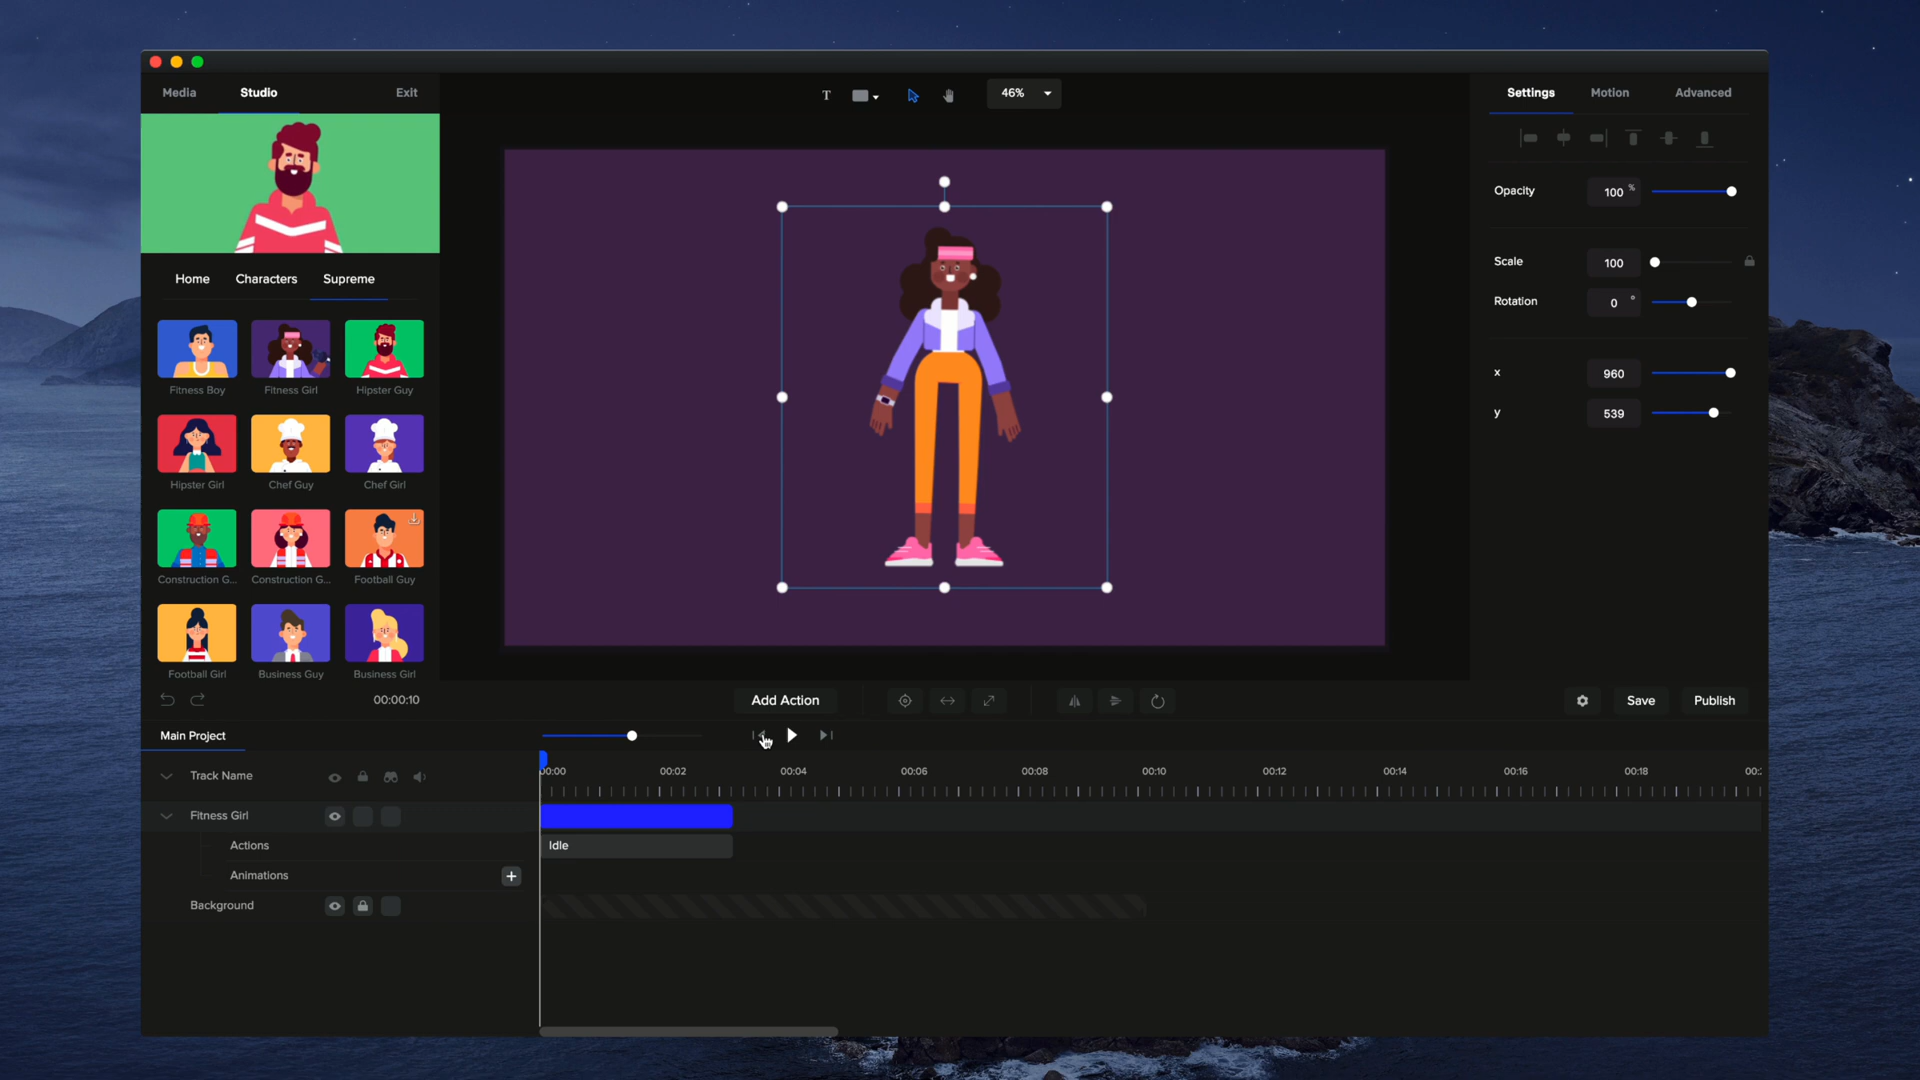 Media Studio Exit
T 46%
Settings Motion Advanced
Opacity 100 %
Scale 100
Rotation 0 °
x 960
y 539
Home Characters Supreme
Fitness Boy Fitness Girl Hipster Guy
Hipster Girl Chef Guy Chef Girl
Construction G... Construction G... Football Guy
Football Girl Business Guy Business Girl
00:00:10 Add Action Save Publish
Main Project
Track Name 00:00 00:02 00:04 00:06 00:08 00:10 00:12 00:14 00:16 00:18 00:
Fitness Girl
Actions Idle
Animations +
Background